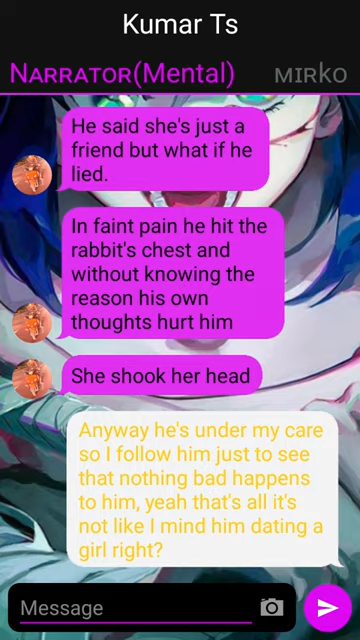 Kumar Ts
Narrator(Mental) mirko
He said she's just a
friend but what if he
lied.
In faint pain he hit the
rabbit's chest and
without knowing the
reason his own
thoughts hurt him
She shook her head
Anyway he's under my care
so I follow him just to see
that nothing bad happens
to him, yeah that's all it's
not like I mind him dating a
girl right?
Message